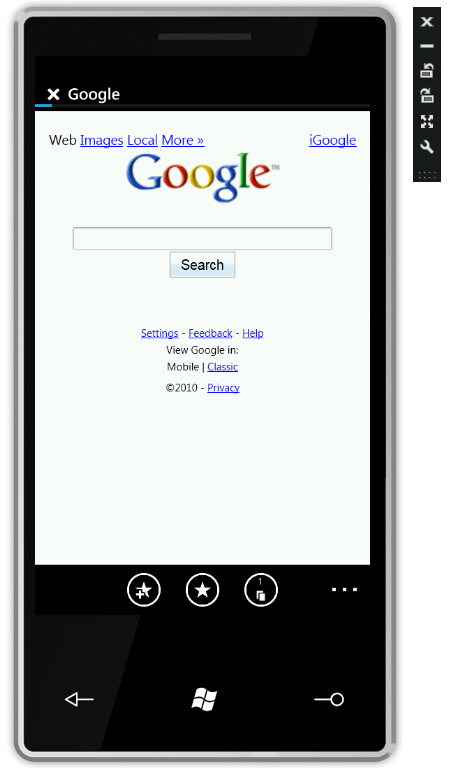 Google
Web Images Local More » iGoogle
Google™
Search
Settings - Feedback - Help
View Google in:
Mobile | Classic
©2010 - Privacy
1